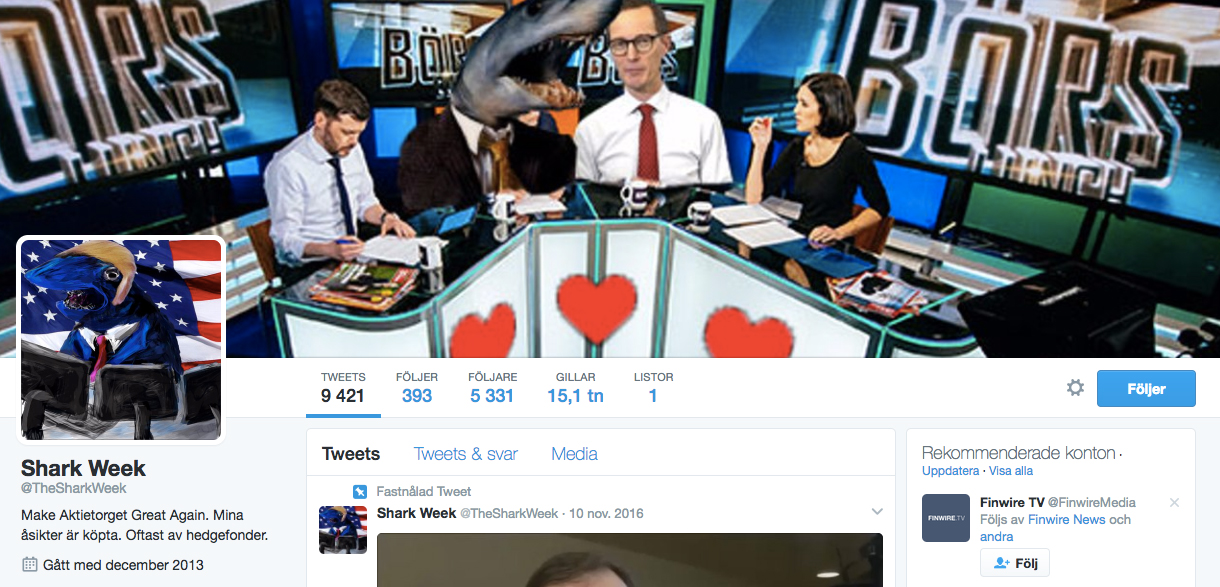 BÖRS
LUNCH
BÖRS
BÖRS
BÖRS
LUNCH
TWEETS
FÖLJER
FÖLJARE
GILLAR
LISTOR
9 421
393
5 331
15,1 tn
1
Följer
Shark Week
@TheSharkWeek
Make Aktietorget Great Again. Mina
åsikter är köpta. Oftast av hedgefonder.
Gått med december 2013
Tweets
Tweets & svar
Media
Fastnålad Tweet
Shark Week @TheSharkWeek · 10 nov. 2016
Rekommenderade konton ·
Uppdatera · Visa alla
FINWIRE.TV
Finwire TV @FinwireMedia
Följs av Finwire News och
andra
Följ